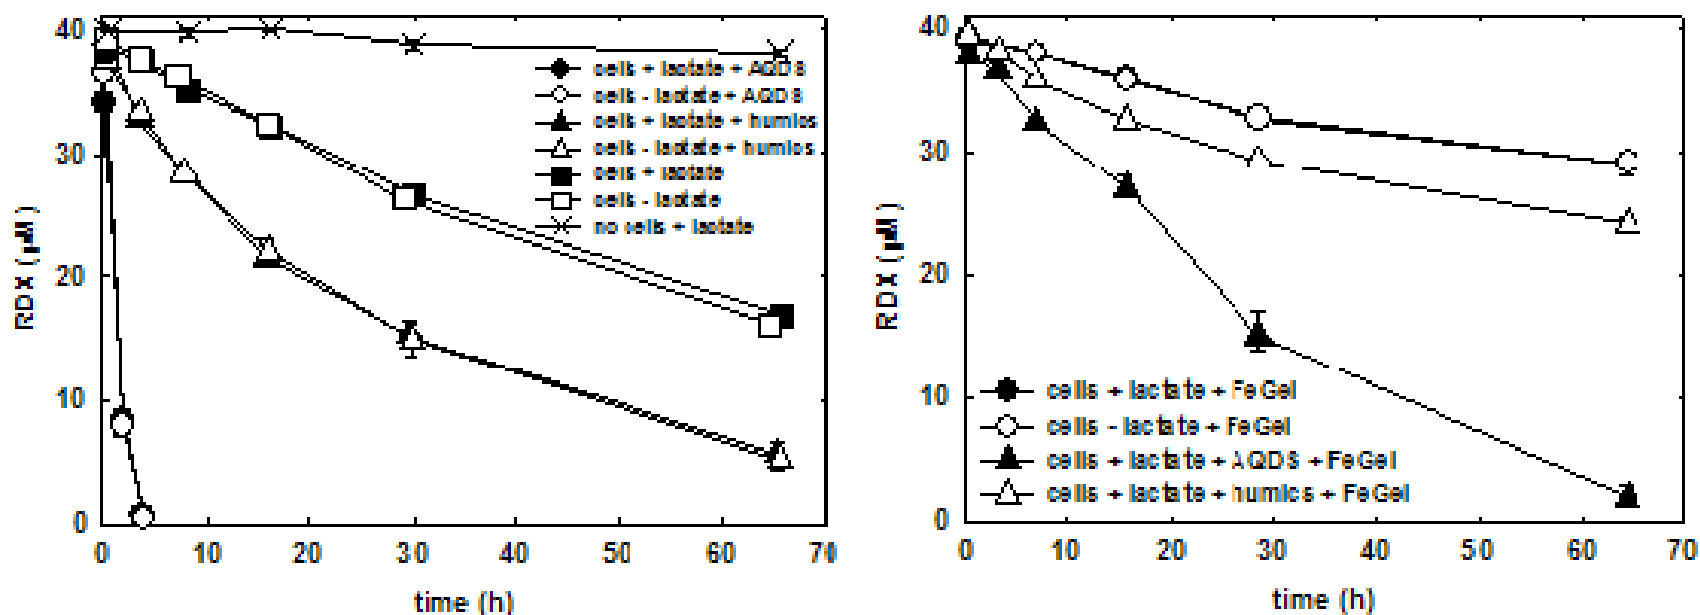 40
30
20
10
0
RDX (µM)
0 10 20 30 40 50 60 70
time (h)
cells + lactate + AQDS
cells - lactate + AQDS
cells + lactate + humics
cells - lactate + humics
cells + lactate
cells - lactate
no cells + lactate
40
30
20
10
0
RDX (µM)
0 10 20 30 40 50 60 70
time (h)
cells + lactate + FeGel
cells - lactate + FeGel
cells + lactate + AQDS + FeGel
cells + lactate + humics + FeGel